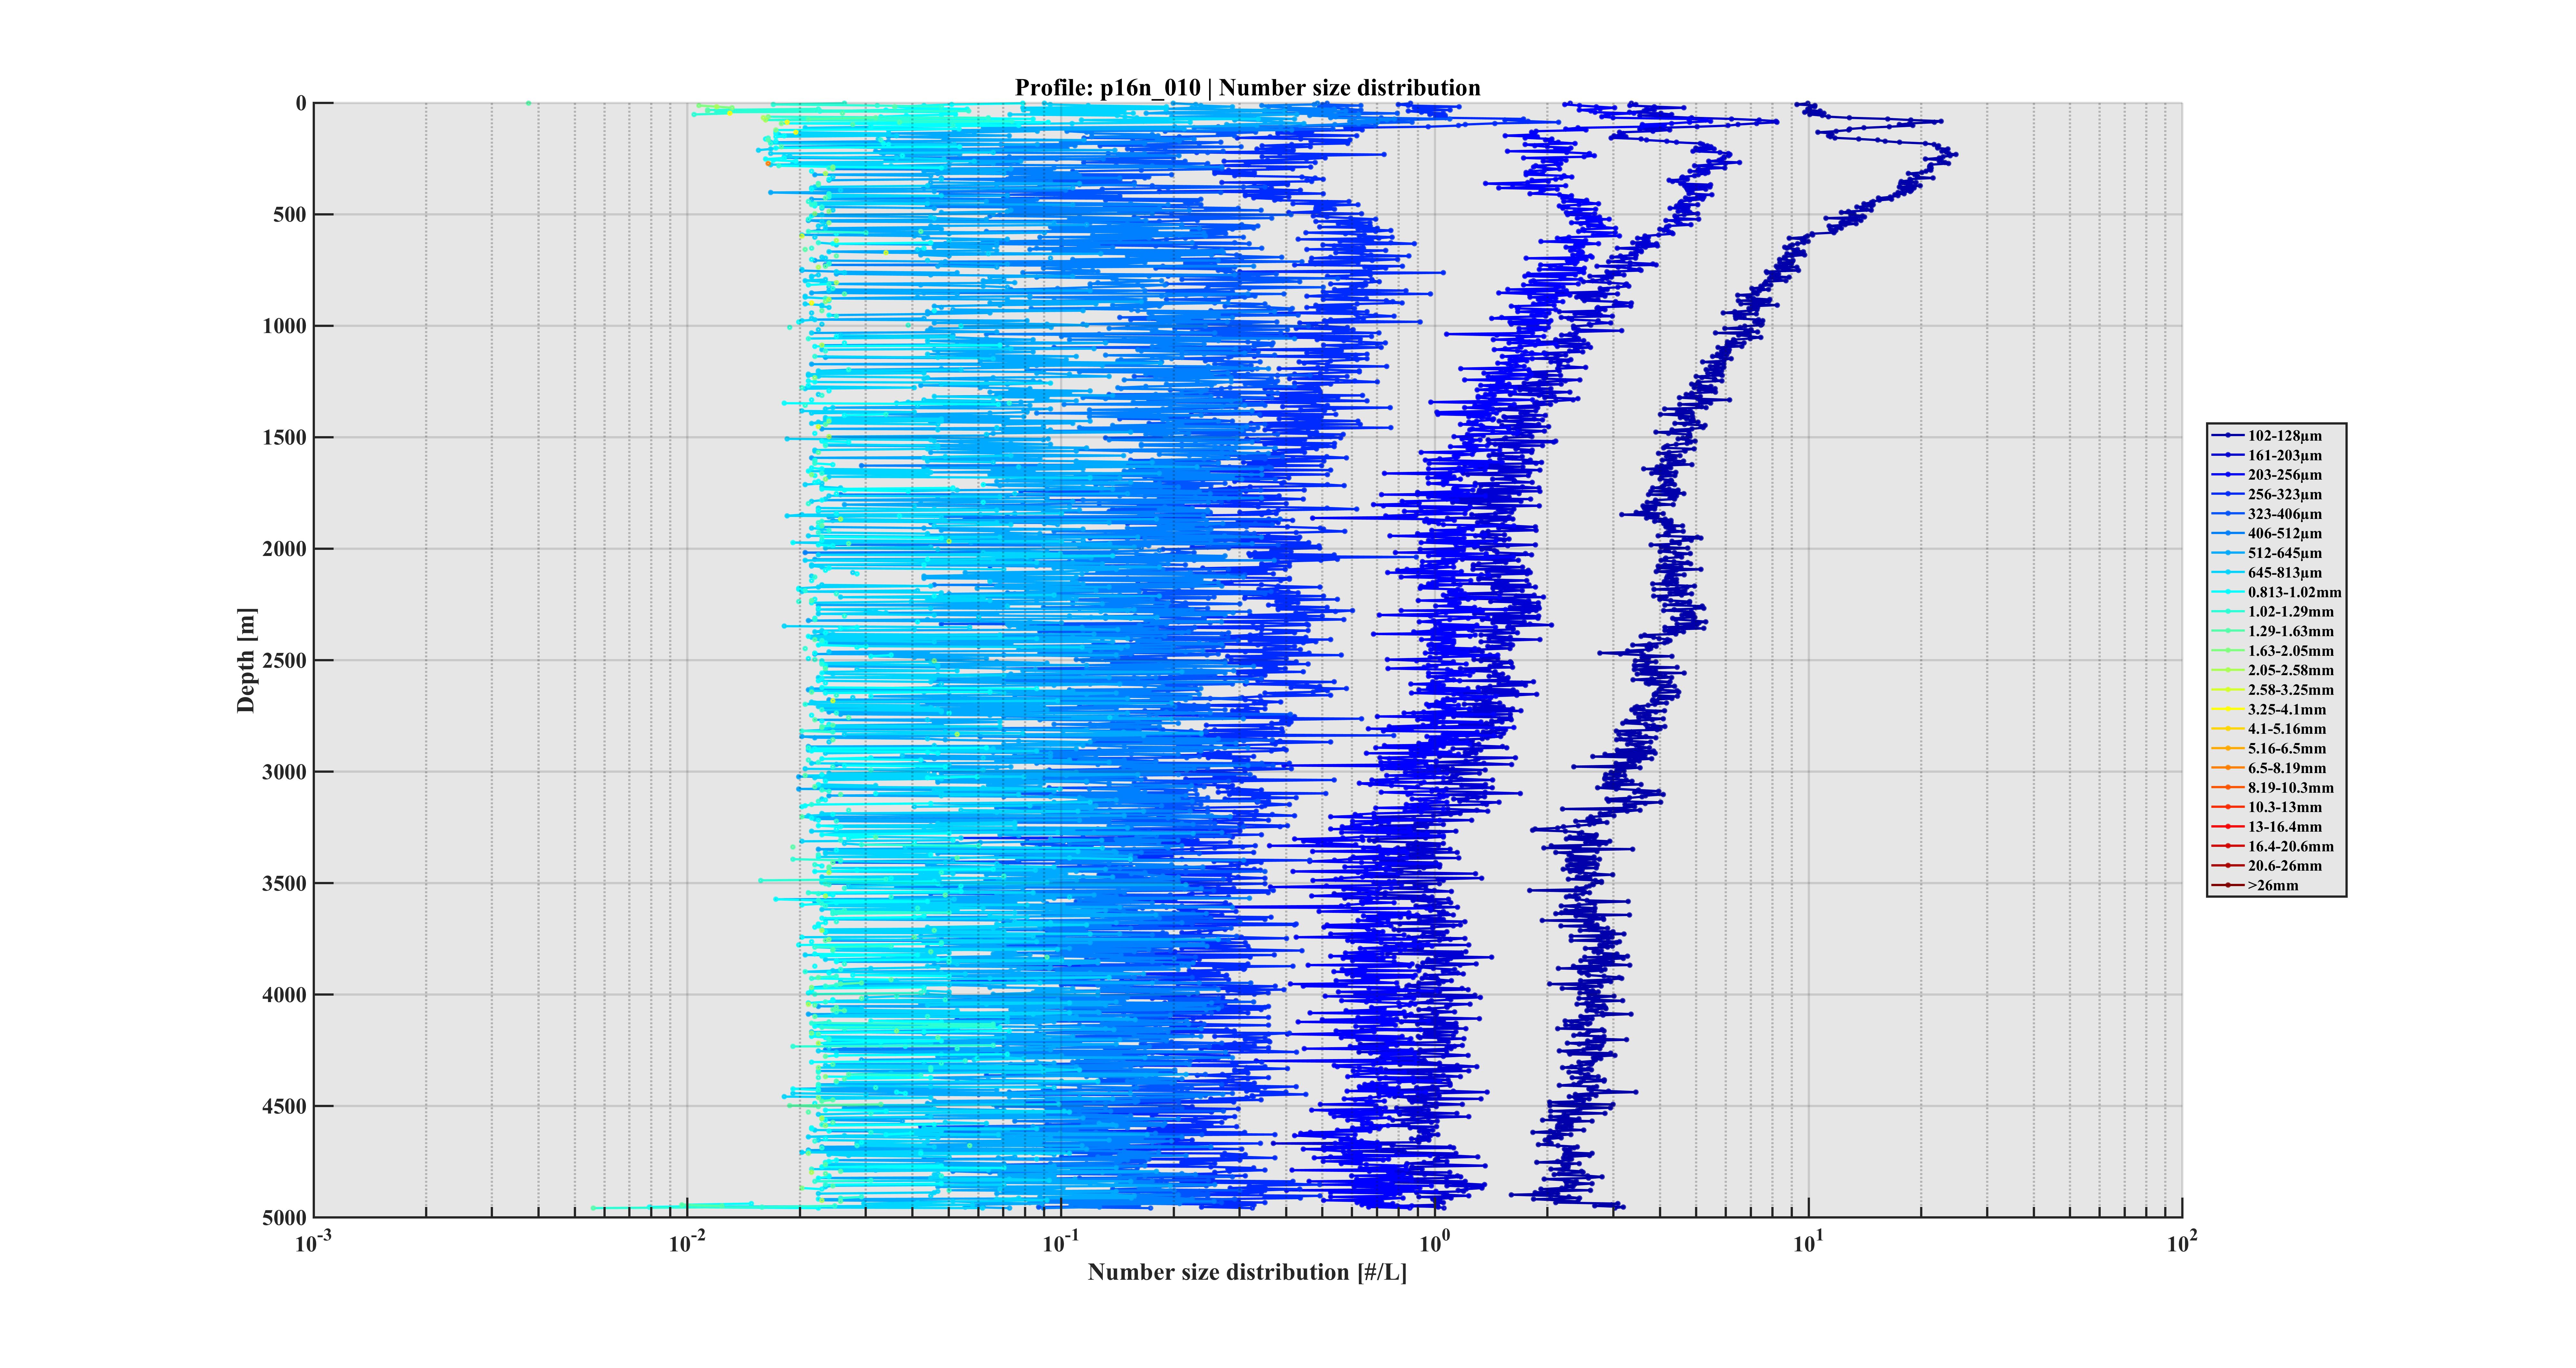 Profile: p16n_010 | Number size distribution
0
500
1000
1500
2000
2500
3000
3500
4000
4500
5000
Depth [m]
10-3 10-2 10-1 100 101 102
Number size distribution [#/L]
102-128µm
161-203µm
203-256µm
256-323µm
323-406µm
406-512µm
512-645µm
645-813µm
0.813-1.02mm
1.02-1.29mm
1.29-1.63mm
1.63-2.05mm
2.05-2.58mm
2.58-3.25mm
3.25-4.1mm
4.1-5.16mm
5.16-6.5mm
6.5-8.19mm
8.19-10.3mm
10.3-13mm
13-16.4mm
16.4-20.6mm
20.6-26mm
>26mm